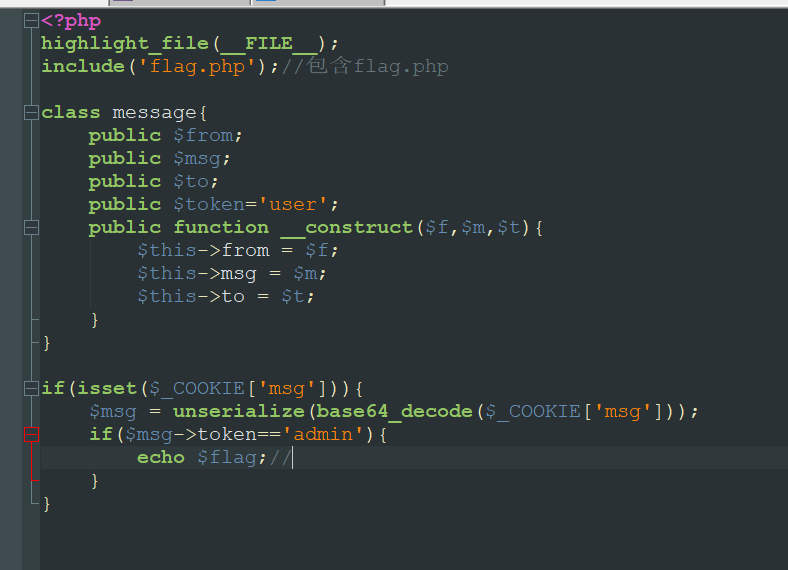 <?php
highlight_file(__FILE__);
include('flag.php');//包含flag.php
class message{
public $from;
public $msg;
public $to;
public $token='user';
public function __construct($f,$m,$t){
$this->from = $f;
$this->msg = $m;
$this->to = $t;
}
}
if(isset($_COOKIE['msg'])){
$msg = unserialize(base64_decode($_COOKIE['msg']));
if($msg->token=='admin'){
echo $flag;//
}
}